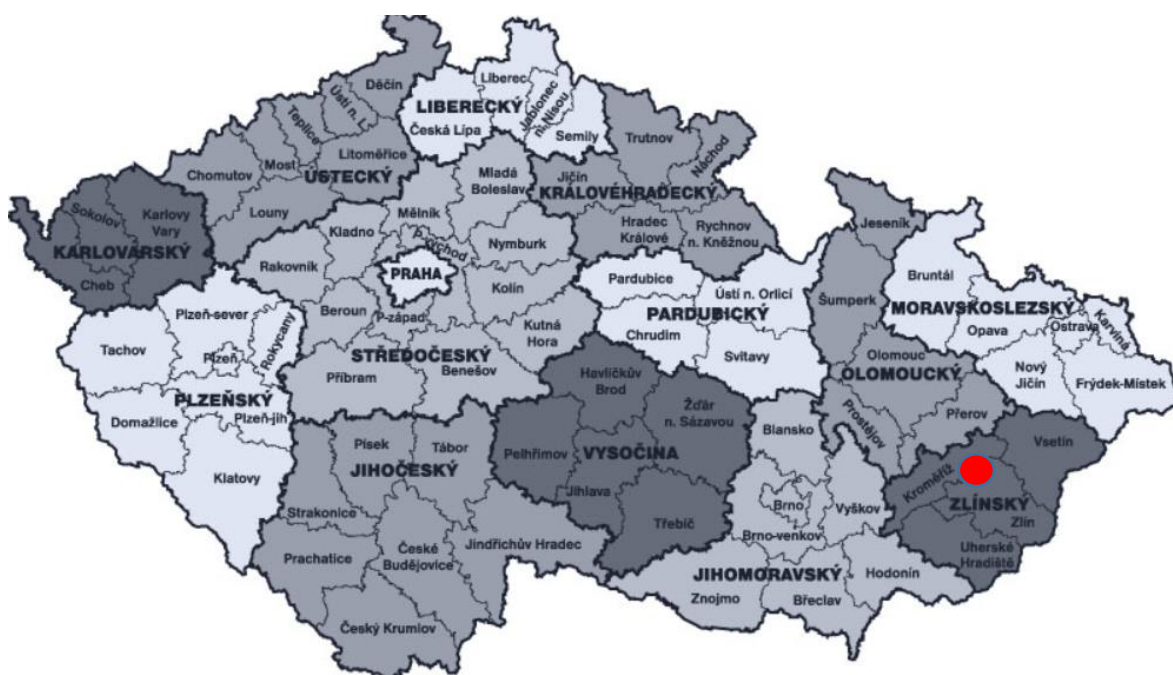 Děčín
Liberec
LIBERECKÝ
Jablonec
n. Nisou
Ústí n. L.
Teplice
Česká Lípa
Semily
Trutnov
Náchod
Most
Litoměřice
Chomutov
ÚSTECKÝ
Mladá
Boleslav
Jičín
KRÁLOVÉHRADECKÝ
Louny
Mělník
Jeseník
Sokolov
Karlovy
Vary
KARLOVARSKÝ
Cheb
Kladno
P-východ
Nymburk
Hradec
Králové
Rychnov
n. Kněžnou
Rakovník
PRAHA
Kolín
Pardubice
Ústí n. Orlicí
PARDUBICKÝ
Chrudim
Svitavy
Bruntál
MORAVSKOSLEZSKÝ
Opava
Ostrava
Karviná
Šumperk
Plzeň-sever
Rokycany
Beroun
P-západ
Kutná
Hora
STŘEDOČESKÝ
Benešov
Příbram
Tachov
Plzeň
PLZEŇSKÝ
Plzeň-jih
Domažlice
Klatovy
Havlíčkův
Brod
Žďár
n. Sázavou
Olomouc
OLOMOUCKÝ
Prostějov
Přerov
Nový
Jičín
Frýdek-Místek
Písek
Tábor
JIHOČESKÝ
Pelhřimov
VYSOČINA
Jihlava
Třebíč
Blansko
Brno
Vyškov
Brno-venkov
Kroměříž
Vsetín
ZLÍNSKÝ
Zlín
Uherské
Hradiště
Strakonice
Prachatice
České
Budějovice
Jindřichův Hradec
Český Krumlov
JIHOMORAVSKÝ
Znojmo
Břeclav
Hodonín